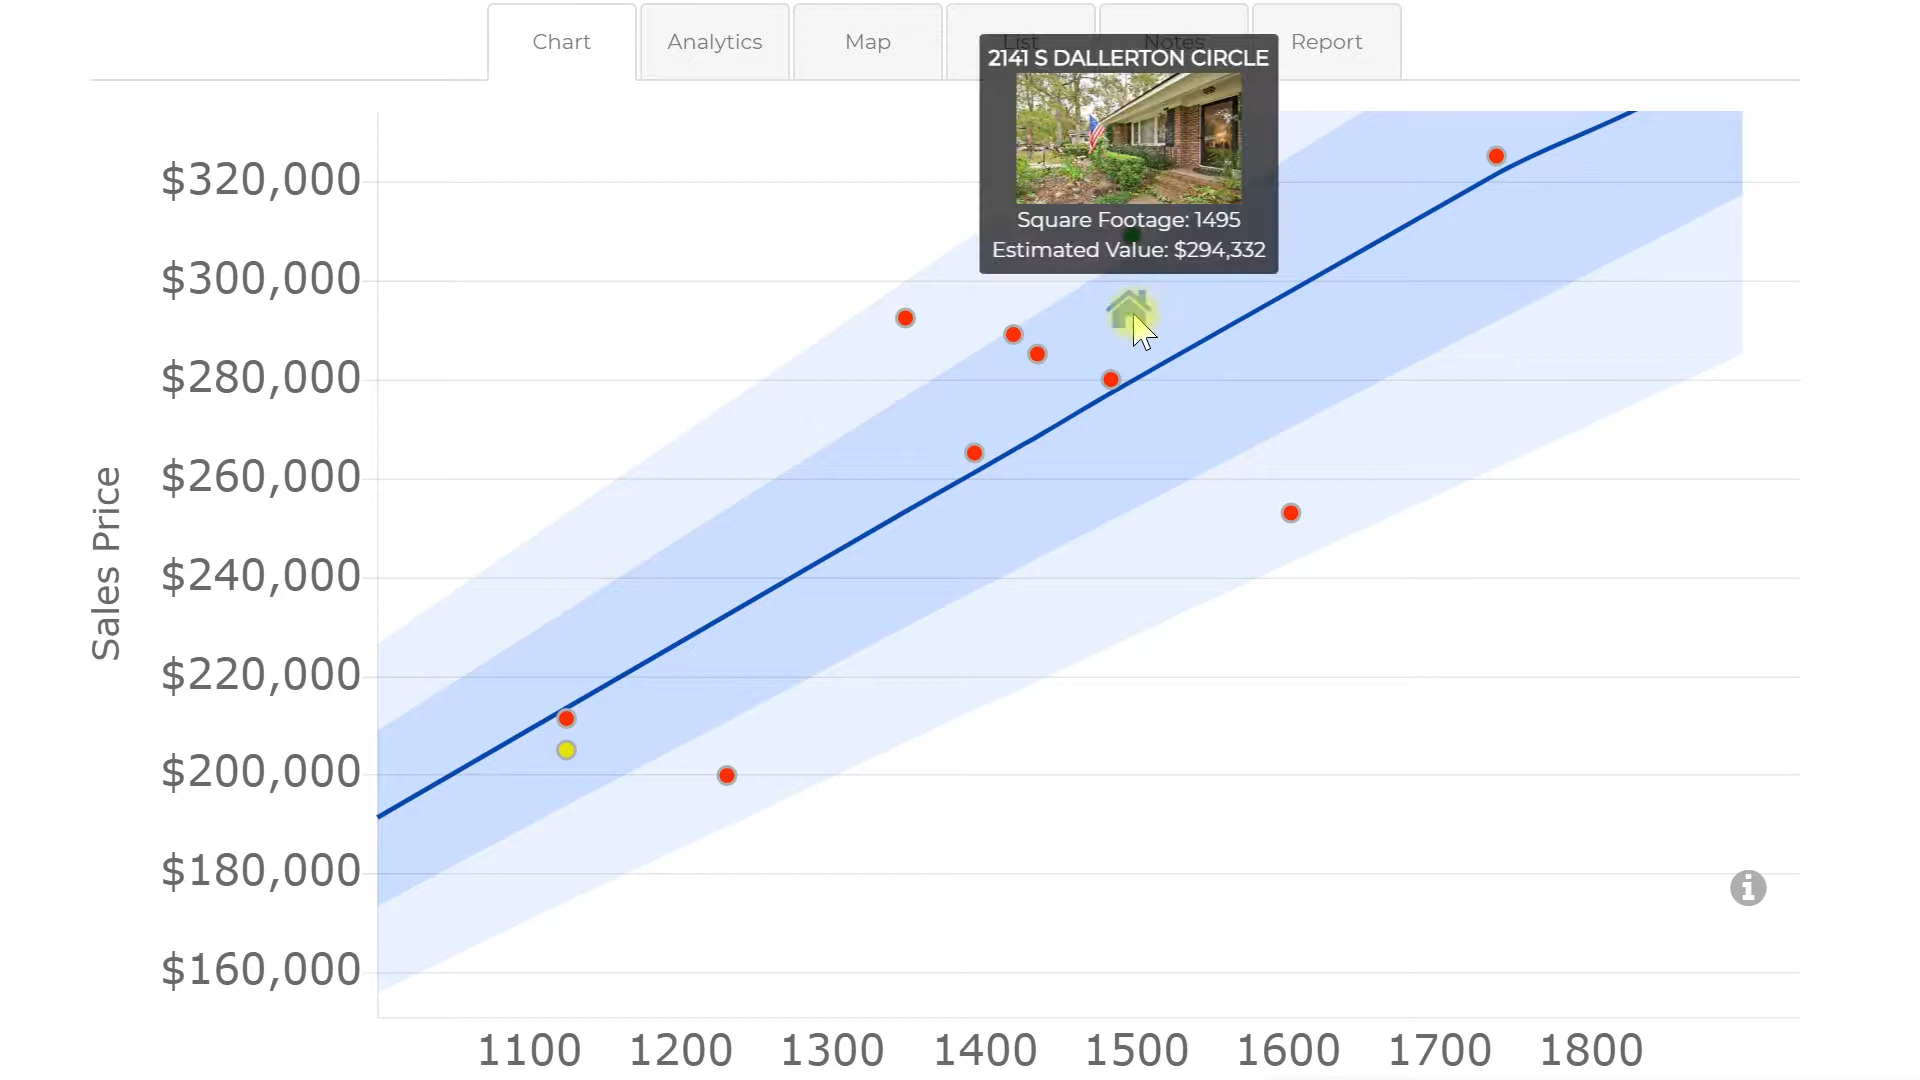 Chart
Analytics
Map
List
Notes
Report
2141 S DALLERTON CIRCLE
Square Footage: 1495
Estimated Value: $294,332
$320,000
$300,000
$280,000
$260,000
$240,000
$220,000
$200,000
$180,000
$160,000
Sales Price
1100 1200 1300 1400 1500 1600 1700 1800